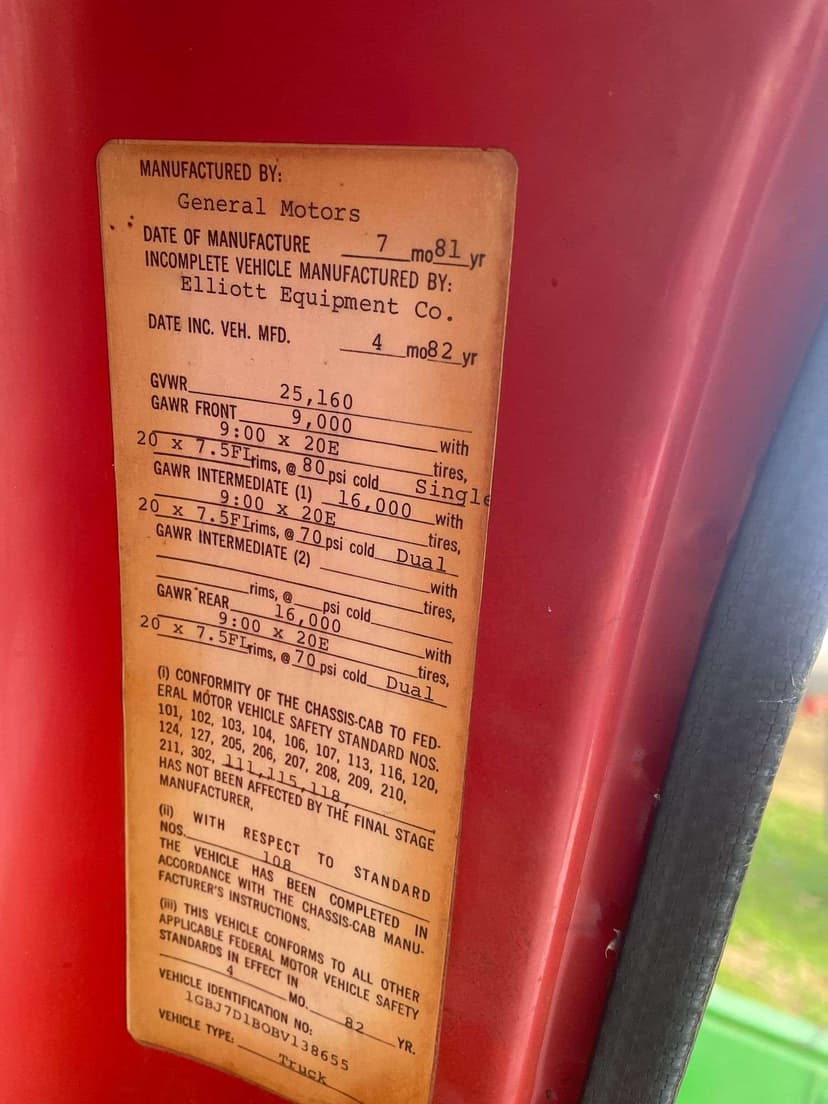 MANUFACTURED BY:
General Motors
DATE OF MANUFACTURE 7 mo 81 yr
INCOMPLETE VEHICLE MANUFACTURED BY:
Elliott Equipment Co.
DATE INC. VEH. MFD. 4 mo 82 yr
GVWR 25,160
GAWR FRONT 9,000 with
9:00 x 20E tires,
20 x 7.5FL rims, @ 80 psi cold Single
GAWR INTERMEDIATE (1) 16,000 with
9:00 x 20E tires,
20 x 7.5FL rims, @ 70 psi cold Dual
GAWR INTERMEDIATE (2) with
tires,
rims, @ psi cold
GAWR REAR 16,000 with
9:00 x 20E tires,
20 x 7.5FL rims, @ 70 psi cold Dual
(i) CONFORMITY OF THE CHASSIS-CAB TO FED-
ERAL MOTOR VEHICLE SAFETY STANDARD NOS.
101, 102, 103, 104, 106, 107, 113, 116, 120,
124, 127, 205, 206, 207, 208, 209, 210,
211, 302, 111,115,118,
HAS NOT BEEN AFFECTED BY THE FINAL STAGE
MANUFACTURER,
(ii) WITH RESPECT TO STANDARD
NOS. 108
THE VEHICLE HAS BEEN COMPLETED IN
ACCORDANCE WITH THE CHASSIS-CAB MANU-
FACTURER'S INSTRUCTIONS.
(iii) THIS VEHICLE CONFORMS TO ALL OTHER
APPLICABLE FEDERAL MOTOR VEHICLE SAFETY
STANDARDS IN EFFECT IN
4 MO. 82 YR.
VEHICLE IDENTIFICATION NO:
1GBJ7D1BOBV138655
VEHICLE TYPE: Truck